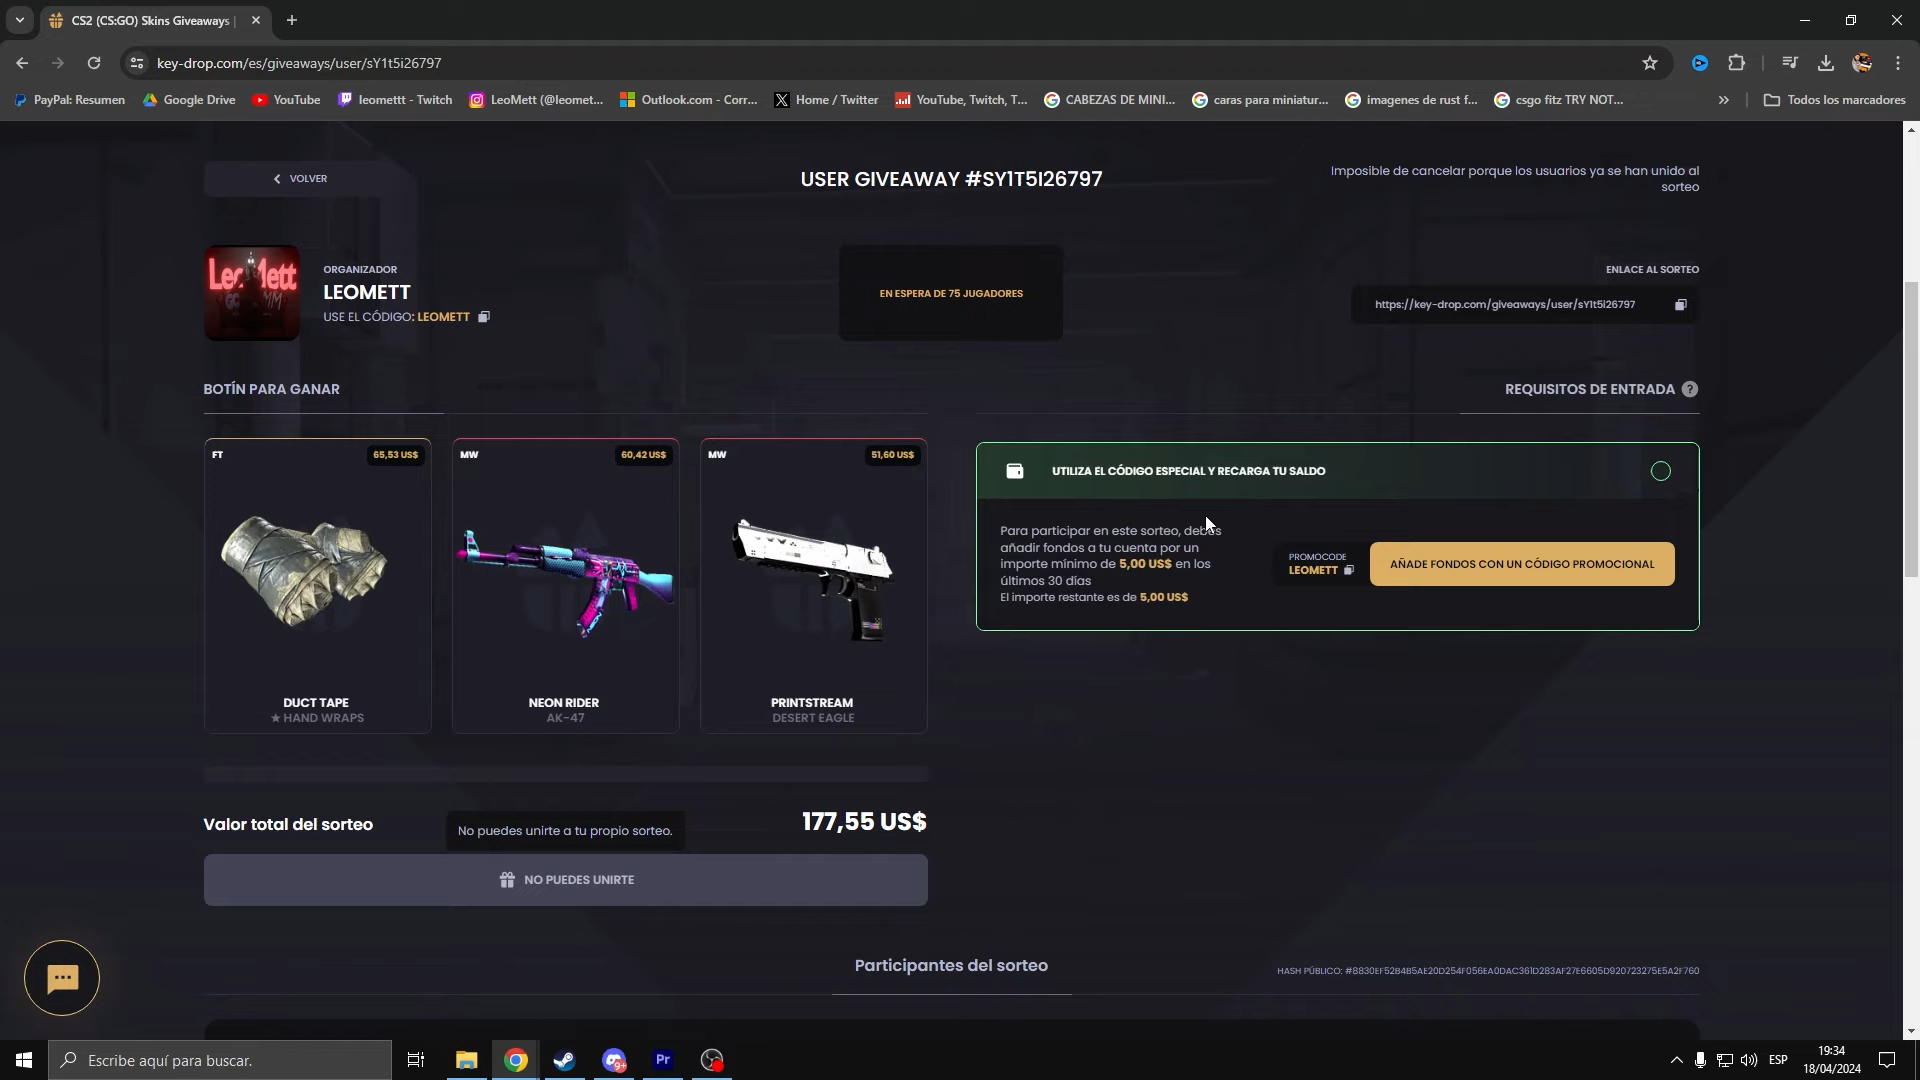 CS2 (CS:GO) Skins Giveaways |
key-drop.com/es/giveaways/user/sY1t5i26797
PayPal: Resumen
Google Drive
YouTube
leomettt - Twitch
LeoMett (@leomet...
Outlook.com - Corr...
Home / Twitter
YouTube, Twitch, T...
CABEZAS DE MINI...
caras para miniatur...
imagenes de rust f...
csgo fitz TRY NOT...
Todos los marcadores
VOLVER
USER GIVEAWAY #SY1T5I26797
Imposible de cancelar porque los usuarios ya se han unido al
sorteo
LeoMett
ORGANIZADOR
LEOMETT
USE EL CÓDIGO: LEOMETT
EN ESPERA DE 75 JUGADORES
ENLACE AL SORTEO
https://key-drop.com/giveaways/user/sY1t5i26797
BOTÍN PARA GANAR
REQUISITOS DE ENTRADA ?
FT
65,53 US$
MW
60,42 US$
MW
51,60 US$
DUCT TAPE
★ HAND WRAPS
NEON RIDER
AK-47
PRINTSTREAM
DESERT EAGLE
UTILIZA EL CÓDIGO ESPECIAL Y RECARGA TU SALDO
Para participar en este sorteo, debes
añadir fondos a tu cuenta por un
importe mínimo de 5,00 US$ en los
últimos 30 días
El importe restante es de 5,00 US$
PROMOCODE
LEOMETT
AÑADE FONDOS CON UN CÓDIGO PROMOCIONAL
Valor total del sorteo
No puedes unirte a tu propio sorteo.
177,55 US$
NO PUEDES UNIRTE
Participantes del sorteo
HASH PÚBLICO: #8830EF52B4B5AE20D254F056EA0DAC361D283AF27E6605D920723275E5A2F760
Escribe aquí para buscar.
9+
Pr
ESP
19:34
18/04/2024